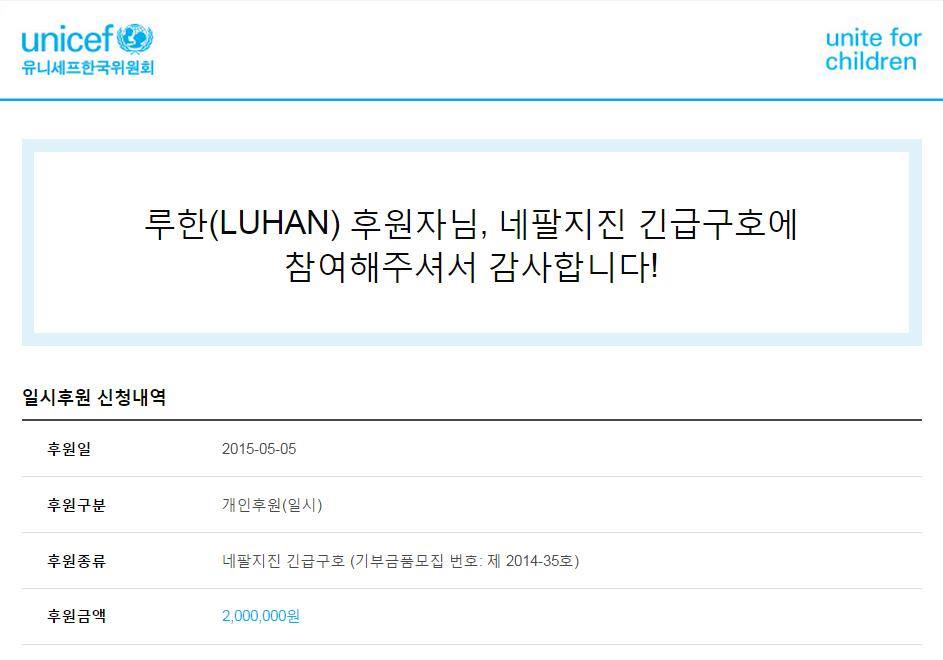 unicef
유니세프한국위원회
unite for
children
루한(LUHAN) 후원자님, 네팔지진 긴급구호에
참여해주셔서 감사합니다!
일시후원 신청내역
후원일 2015-05-05
후원구분 개인후원(일시)
후원종류 네팔지진 긴급구호 (기부금품모집 번호: 제 2014-35호)
후원금액 2,000,000원